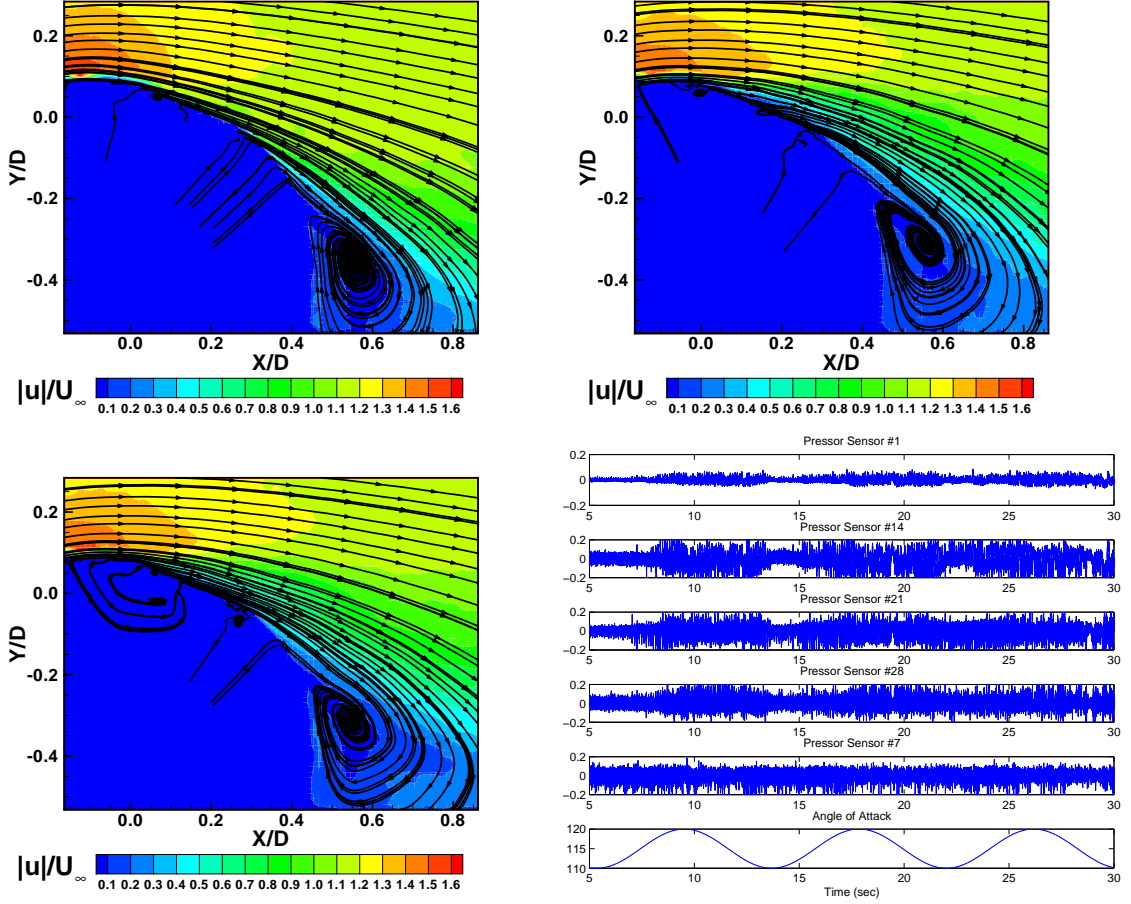 0.2
0.0
-0.2
-0.4
Y/D
0.0 0.2 0.4 0.6 0.8
X/D
|u|/U∞
0.1 0.2 0.3 0.4 0.5 0.6 0.7 0.8 0.9 1.0 1.1 1.2 1.3 1.4 1.5 1.6
0.2
0.0
-0.2
-0.4
Y/D
0.0 0.2 0.4 0.6 0.8
X/D
|u|/U∞
0.1 0.2 0.3 0.4 0.5 0.6 0.7 0.8 0.9 1.0 1.1 1.2 1.3 1.4 1.5 1.6
0.2
0.0
-0.2
-0.4
Y/D
0.0 0.2 0.4 0.6 0.8
X/D
|u|/U∞
0.1 0.2 0.3 0.4 0.5 0.6 0.7 0.8 0.9 1.0 1.1 1.2 1.3 1.4 1.5 1.6
Pressor Sensor #1
0.2
0
−0.2
5 10 15 20 25 30
Pressor Sensor #14
0.2
0
−0.2
5 10 15 20 25 30
Pressor Sensor #21
0.2
0
−0.2
5 10 15 20 25 30
Pressor Sensor #28
0.2
0
−0.2
5 10 15 20 25 30
Pressor Sensor #7
0.2
0
−0.2
5 10 15 20 25 30
Angle of Attack
120
115
110
5 10 15 20 25 30
Time (sec)